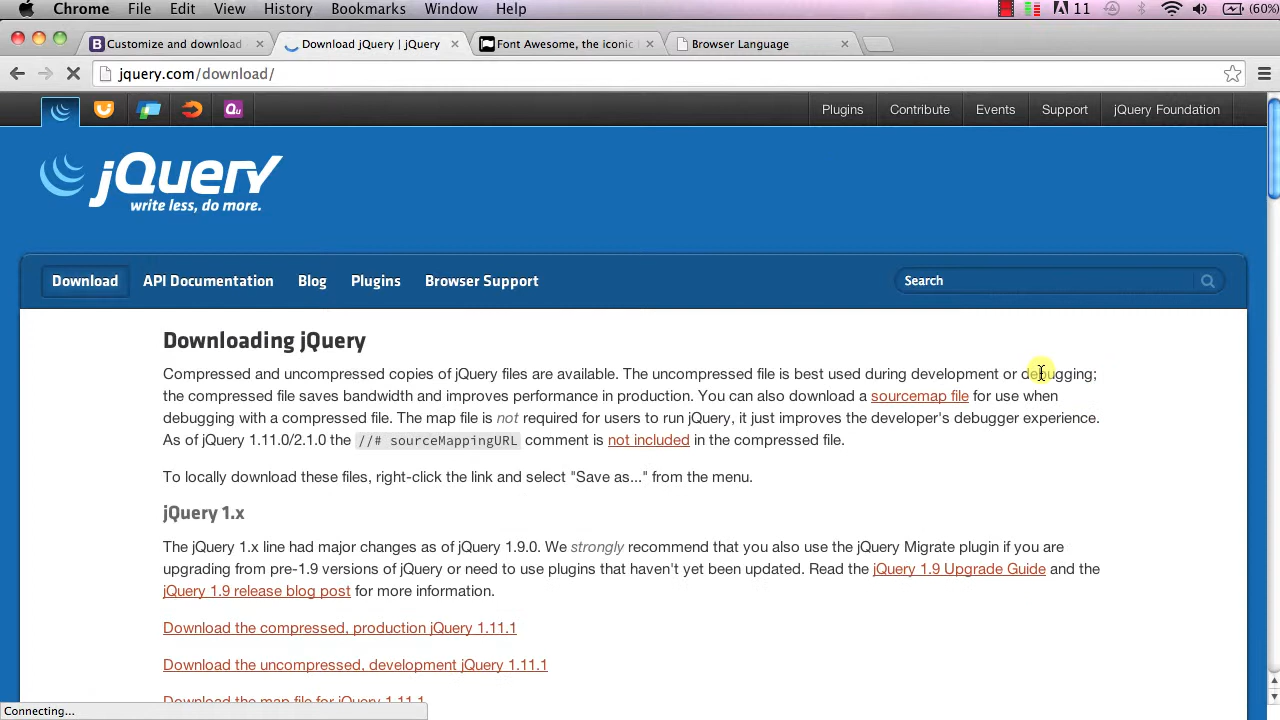 Chrome File Edit View History Bookmarks Window Help 11 (60%)
Customize and download Download jQuery | jQuery Font Awesome, the iconic Browser Language
jquery.com/download/
Qu Plugins Contribute Events Support jQuery Foundation
jQuery
write less, do more.
Download API Documentation Blog Plugins Browser Support Search
Downloading jQuery
Compressed and uncompressed copies of jQuery files are available. The uncompressed file is best used during development or debugging;
the compressed file saves bandwidth and improves performance in production. You can also download a sourcemap file for use when
debugging with a compressed file. The map file is not required for users to run jQuery, it just improves the developer's debugger experience.
As of jQuery 1.11.0/2.1.0 the //# sourceMappingURL comment is not included in the compressed file.
To locally download these files, right-click the link and select "Save as..." from the menu.
jQuery 1.x
The jQuery 1.x line had major changes as of jQuery 1.9.0. We strongly recommend that you also use the jQuery Migrate plugin if you are
upgrading from pre-1.9 versions of jQuery or need to use plugins that haven't yet been updated. Read the jQuery 1.9 Upgrade Guide and the
jQuery 1.9 release blog post for more information.
Download the compressed, production jQuery 1.11.1
Download the uncompressed, development jQuery 1.11.1
Download the map file for jQuery 1.11.1
Connecting...